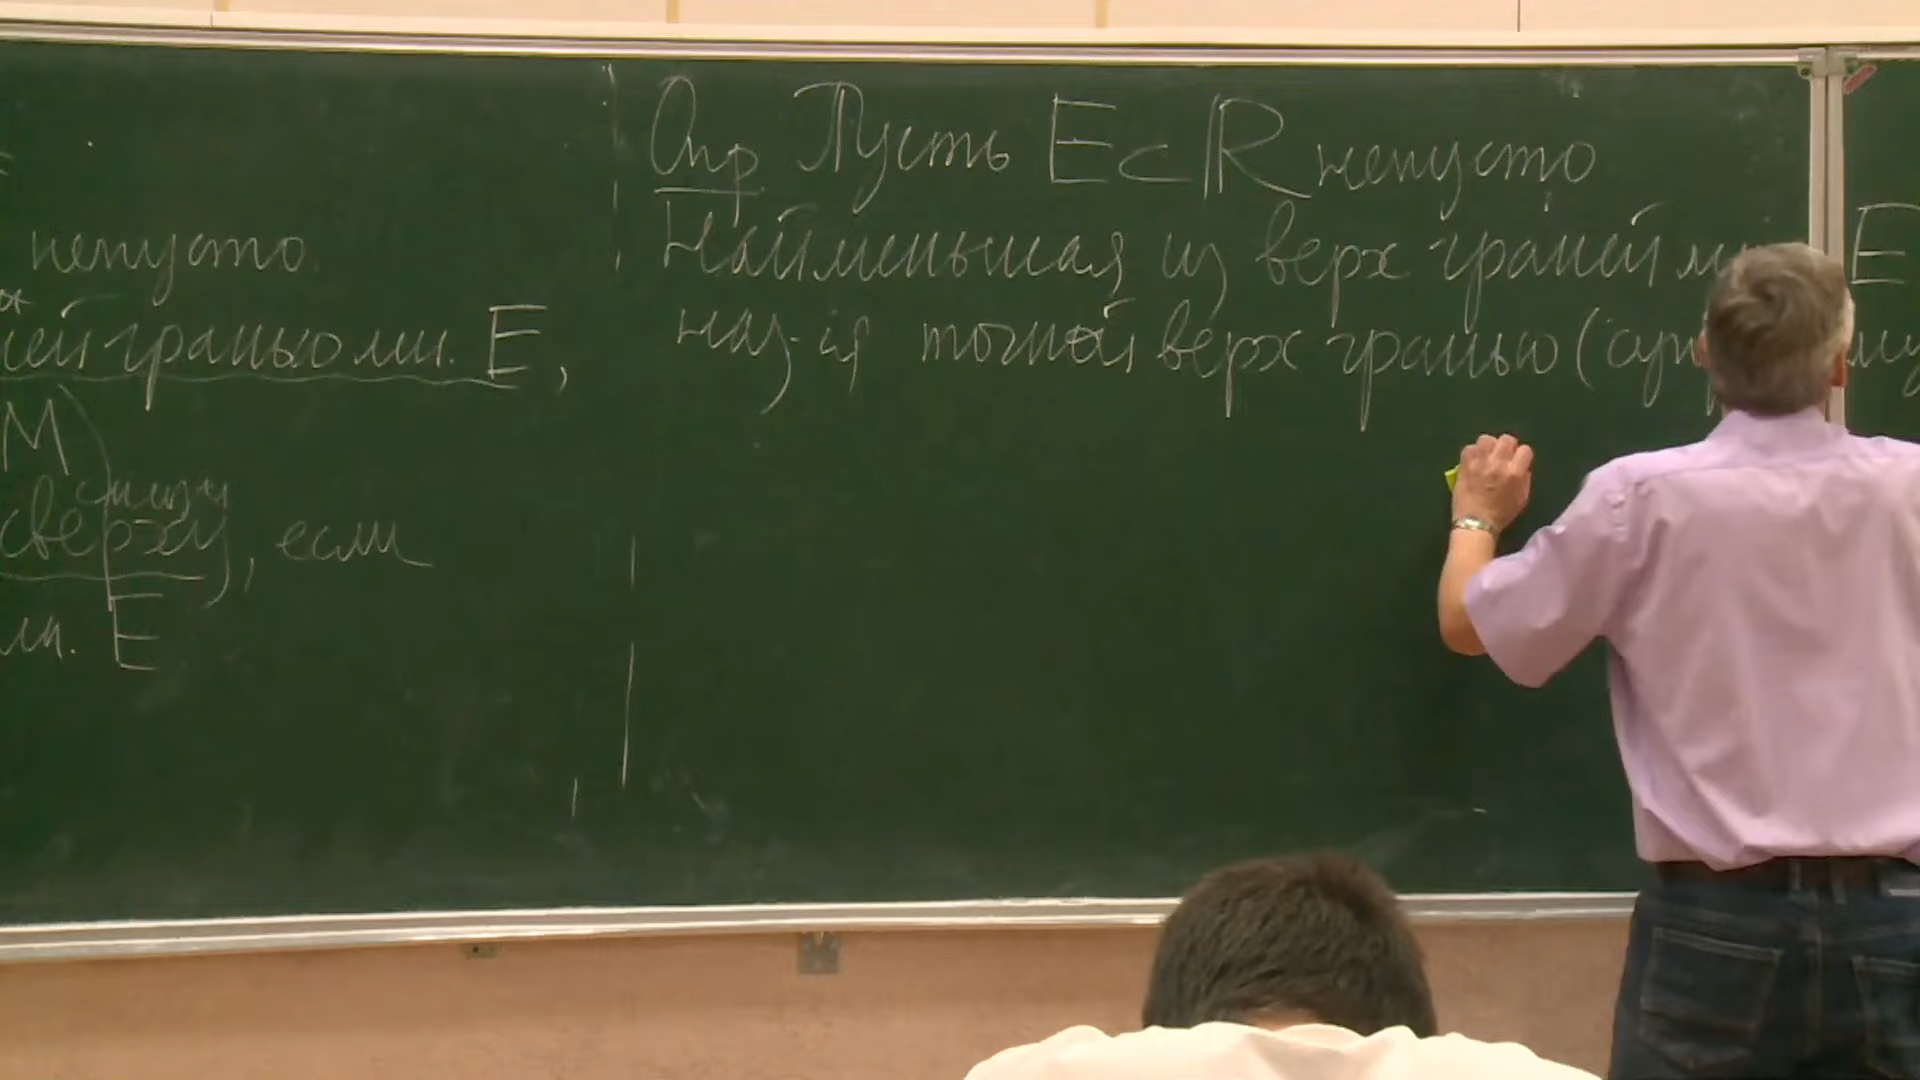 непусто.
ней гранью мн. E,
M)
снизу
сверху, если
мн. E
Опр Пусть E ⊂ ℝ непусто
Наименьшая из верх граней E
наз-ся точной верх гранью (